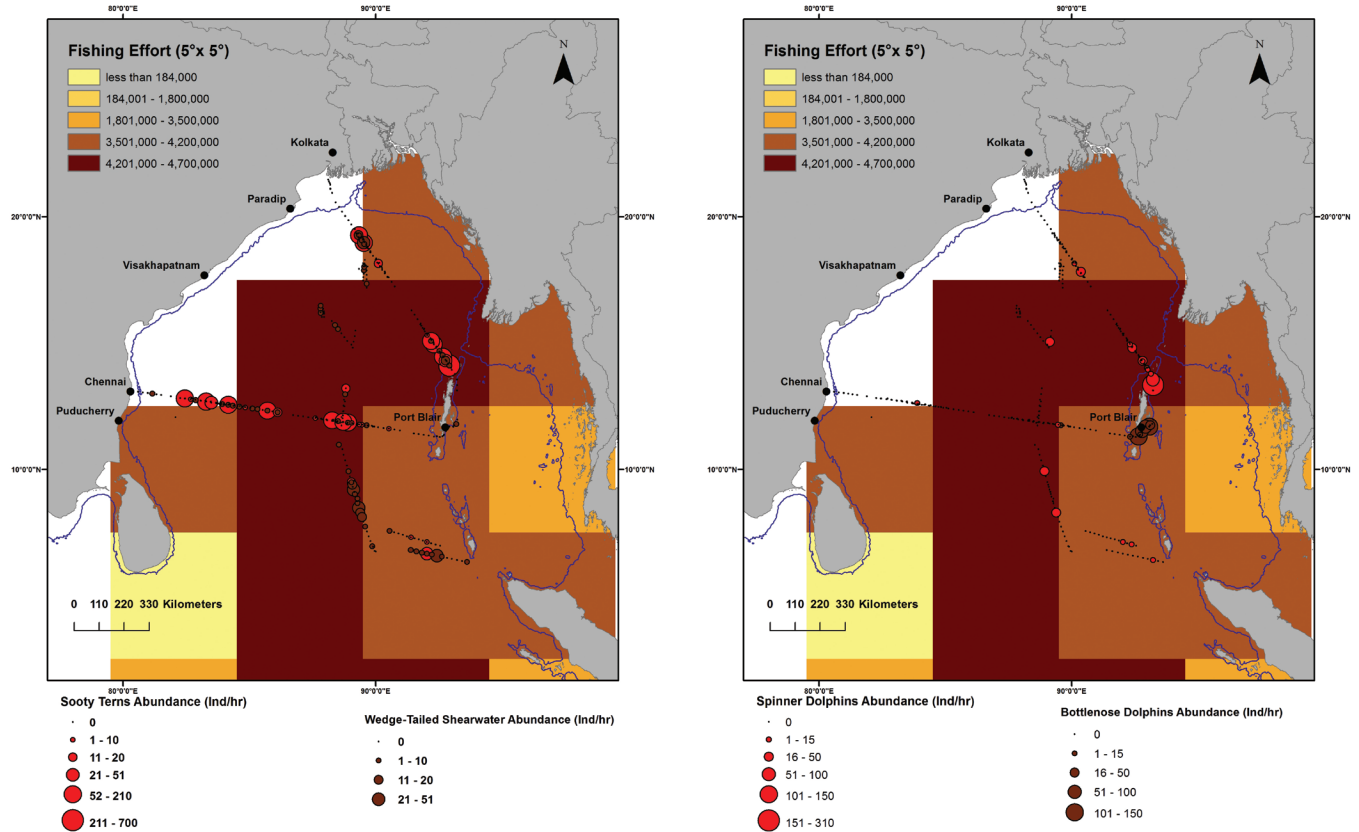 80°0'0"E
90°0'0"E
Fishing Effort (5°x 5°)
less than 184,000
184,001 - 1,800,000
1,801,000 - 3,500,000
3,501,000 - 4,200,000
4,201,000 - 4,700,000
N
Kolkata
Paradip
Visakhapatnam
Chennai
Puducherry
Port Blair
20°0'0"N
10°0'0"N
0 110 220 330 Kilometers
80°0'0"E
90°0'0"E
Sooty Terns Abundance (Ind/hr)
0
1 - 10
11 - 20
21 - 51
52 - 210
211 - 700
Wedge-Tailed Shearwater Abundance (Ind/hr)
0
1 - 10
11 - 20
21 - 51
80°0'0"E
90°0'0"E
Fishing Effort (5°x 5°)
less than 184,000
184,001 - 1,800,000
1,801,000 - 3,500,000
3,501,000 - 4,200,000
4,201,000 - 4,700,000
N
Kolkata
Paradip
Visakhapatnam
Chennai
Puducherry
Port Blair
20°0'0"N
20°0'0"N
10°0'0"N
10°0'0"N
0 110 220 330 Kilometers
80°0'0"E
90°0'0"E
Spinner Dolphins Abundance (Ind/hr)
0
1 - 15
16 - 50
51 - 100
101 - 150
151 - 310
Bottlenose Dolphins Abundance (Ind/hr)
0
1 - 15
16 - 50
51 - 100
101 - 150